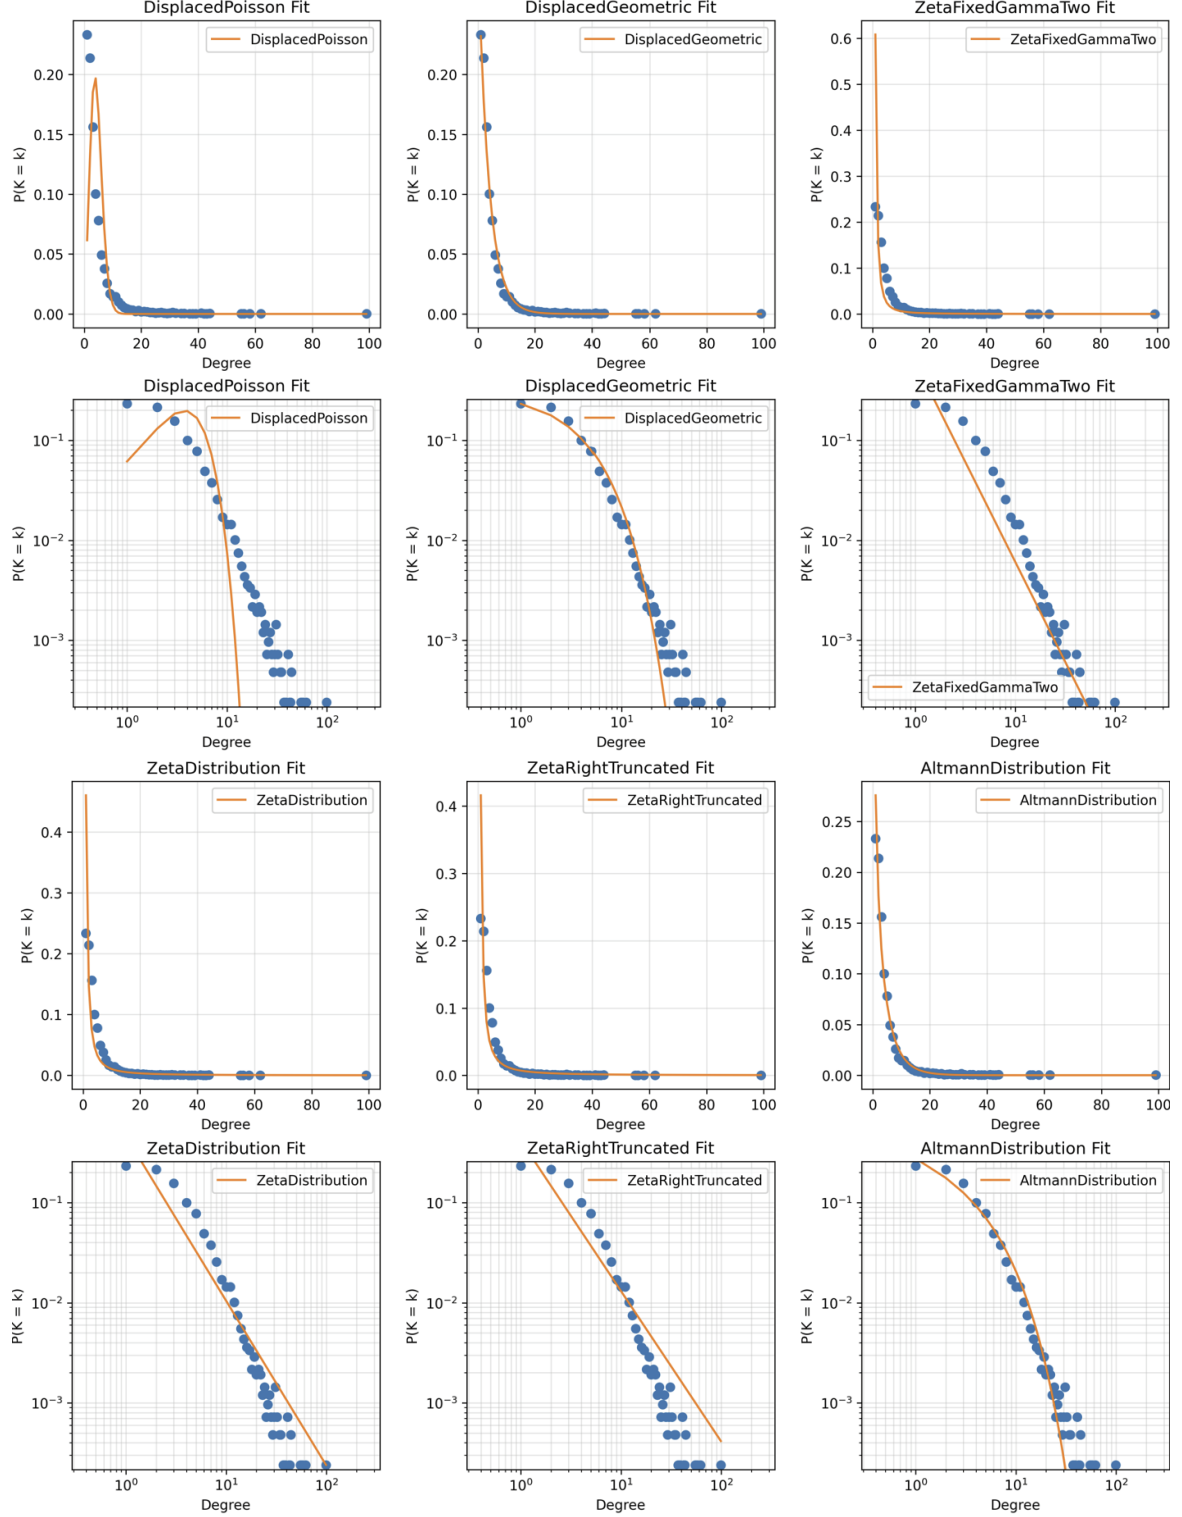 DisplacedPoisson Fit
DisplacedPoisson
P(K = k)
0.20
0.15
0.10
0.05
0.00
0 20 40 60 80 100
Degree
DisplacedGeometric Fit
DisplacedGeometric
P(K = k)
0.20
0.15
0.10
0.05
0.00
0 20 40 60 80 100
Degree
ZetaFixedGammaTwo Fit
ZetaFixedGammaTwo
P(K = k)
0.6
0.5
0.4
0.3
0.2
0.1
0.0
0 20 40 60 80 100
Degree
DisplacedPoisson Fit
DisplacedPoisson
P(K = k)
10⁻¹
10⁻²
10⁻³
10⁰ 10¹ 10²
Degree
DisplacedGeometric Fit
DisplacedGeometric
P(K = k)
10⁻¹
10⁻²
10⁻³
10⁰ 10¹ 10²
Degree
ZetaFixedGammaTwo Fit
P(K = k)
10⁻¹
10⁻²
10⁻³
ZetaFixedGammaTwo
10⁰ 10¹ 10²
Degree
ZetaDistribution Fit
ZetaDistribution
P(K = k)
0.4
0.3
0.2
0.1
0.0
0 20 40 60 80 100
Degree
ZetaRightTruncated Fit
ZetaRightTruncated
P(K = k)
0.4
0.3
0.2
0.1
0.0
0 20 40 60 80 100
Degree
AltmannDistribution Fit
AltmannDistribution
P(K = k)
0.25
0.20
0.15
0.10
0.05
0.00
0 20 40 60 80 100
Degree
ZetaDistribution Fit
ZetaDistribution
P(K = k)
10⁻¹
10⁻²
10⁻³
10⁰ 10¹ 10²
Degree
ZetaRightTruncated Fit
ZetaRightTruncated
P(K = k)
10⁻¹
10⁻²
10⁻³
10⁰ 10¹ 10²
Degree
AltmannDistribution Fit
AltmannDistribution
P(K = k)
10⁻¹
10⁻²
10⁻³
10⁰ 10¹ 10²
Degree